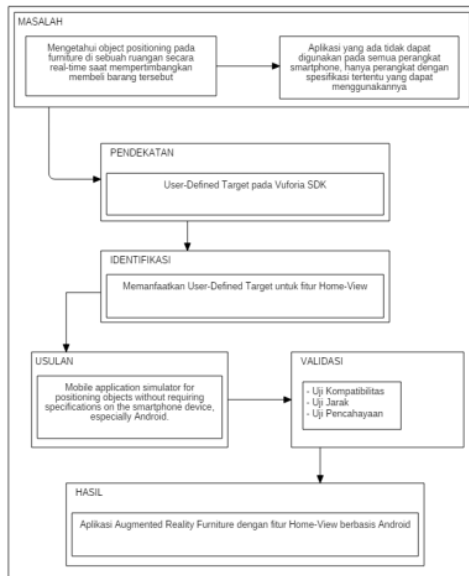 MASALAH
Mengetahui object positioning pada
furniture di sebuah ruangan secara
real-time saat mempertimbangkan
membeli barang tersebut
Aplikasi yang ada tidak dapat
digunakan pada semua perangkat
smartphone, hanya perangkat dengan
spesifikasi tertentu yang dapat
menggunakannya
PENDEKATAN
User-Defined Target pada Vuforia SDK
IDENTIFIKASI
Memanfaatkan User-Defined Target untuk fitur Home-View
USULAN
Mobile application simulator for
positioning objects without requiring
specifications on the smartphone device,
especially Android.
VALIDASI
- Uji Kompatibilitas
- Uji Jarak
- Uji Pencahayaan
HASIL
Aplikasi Augmented Reality Furniture dengan fitur Home-View berbasis Android